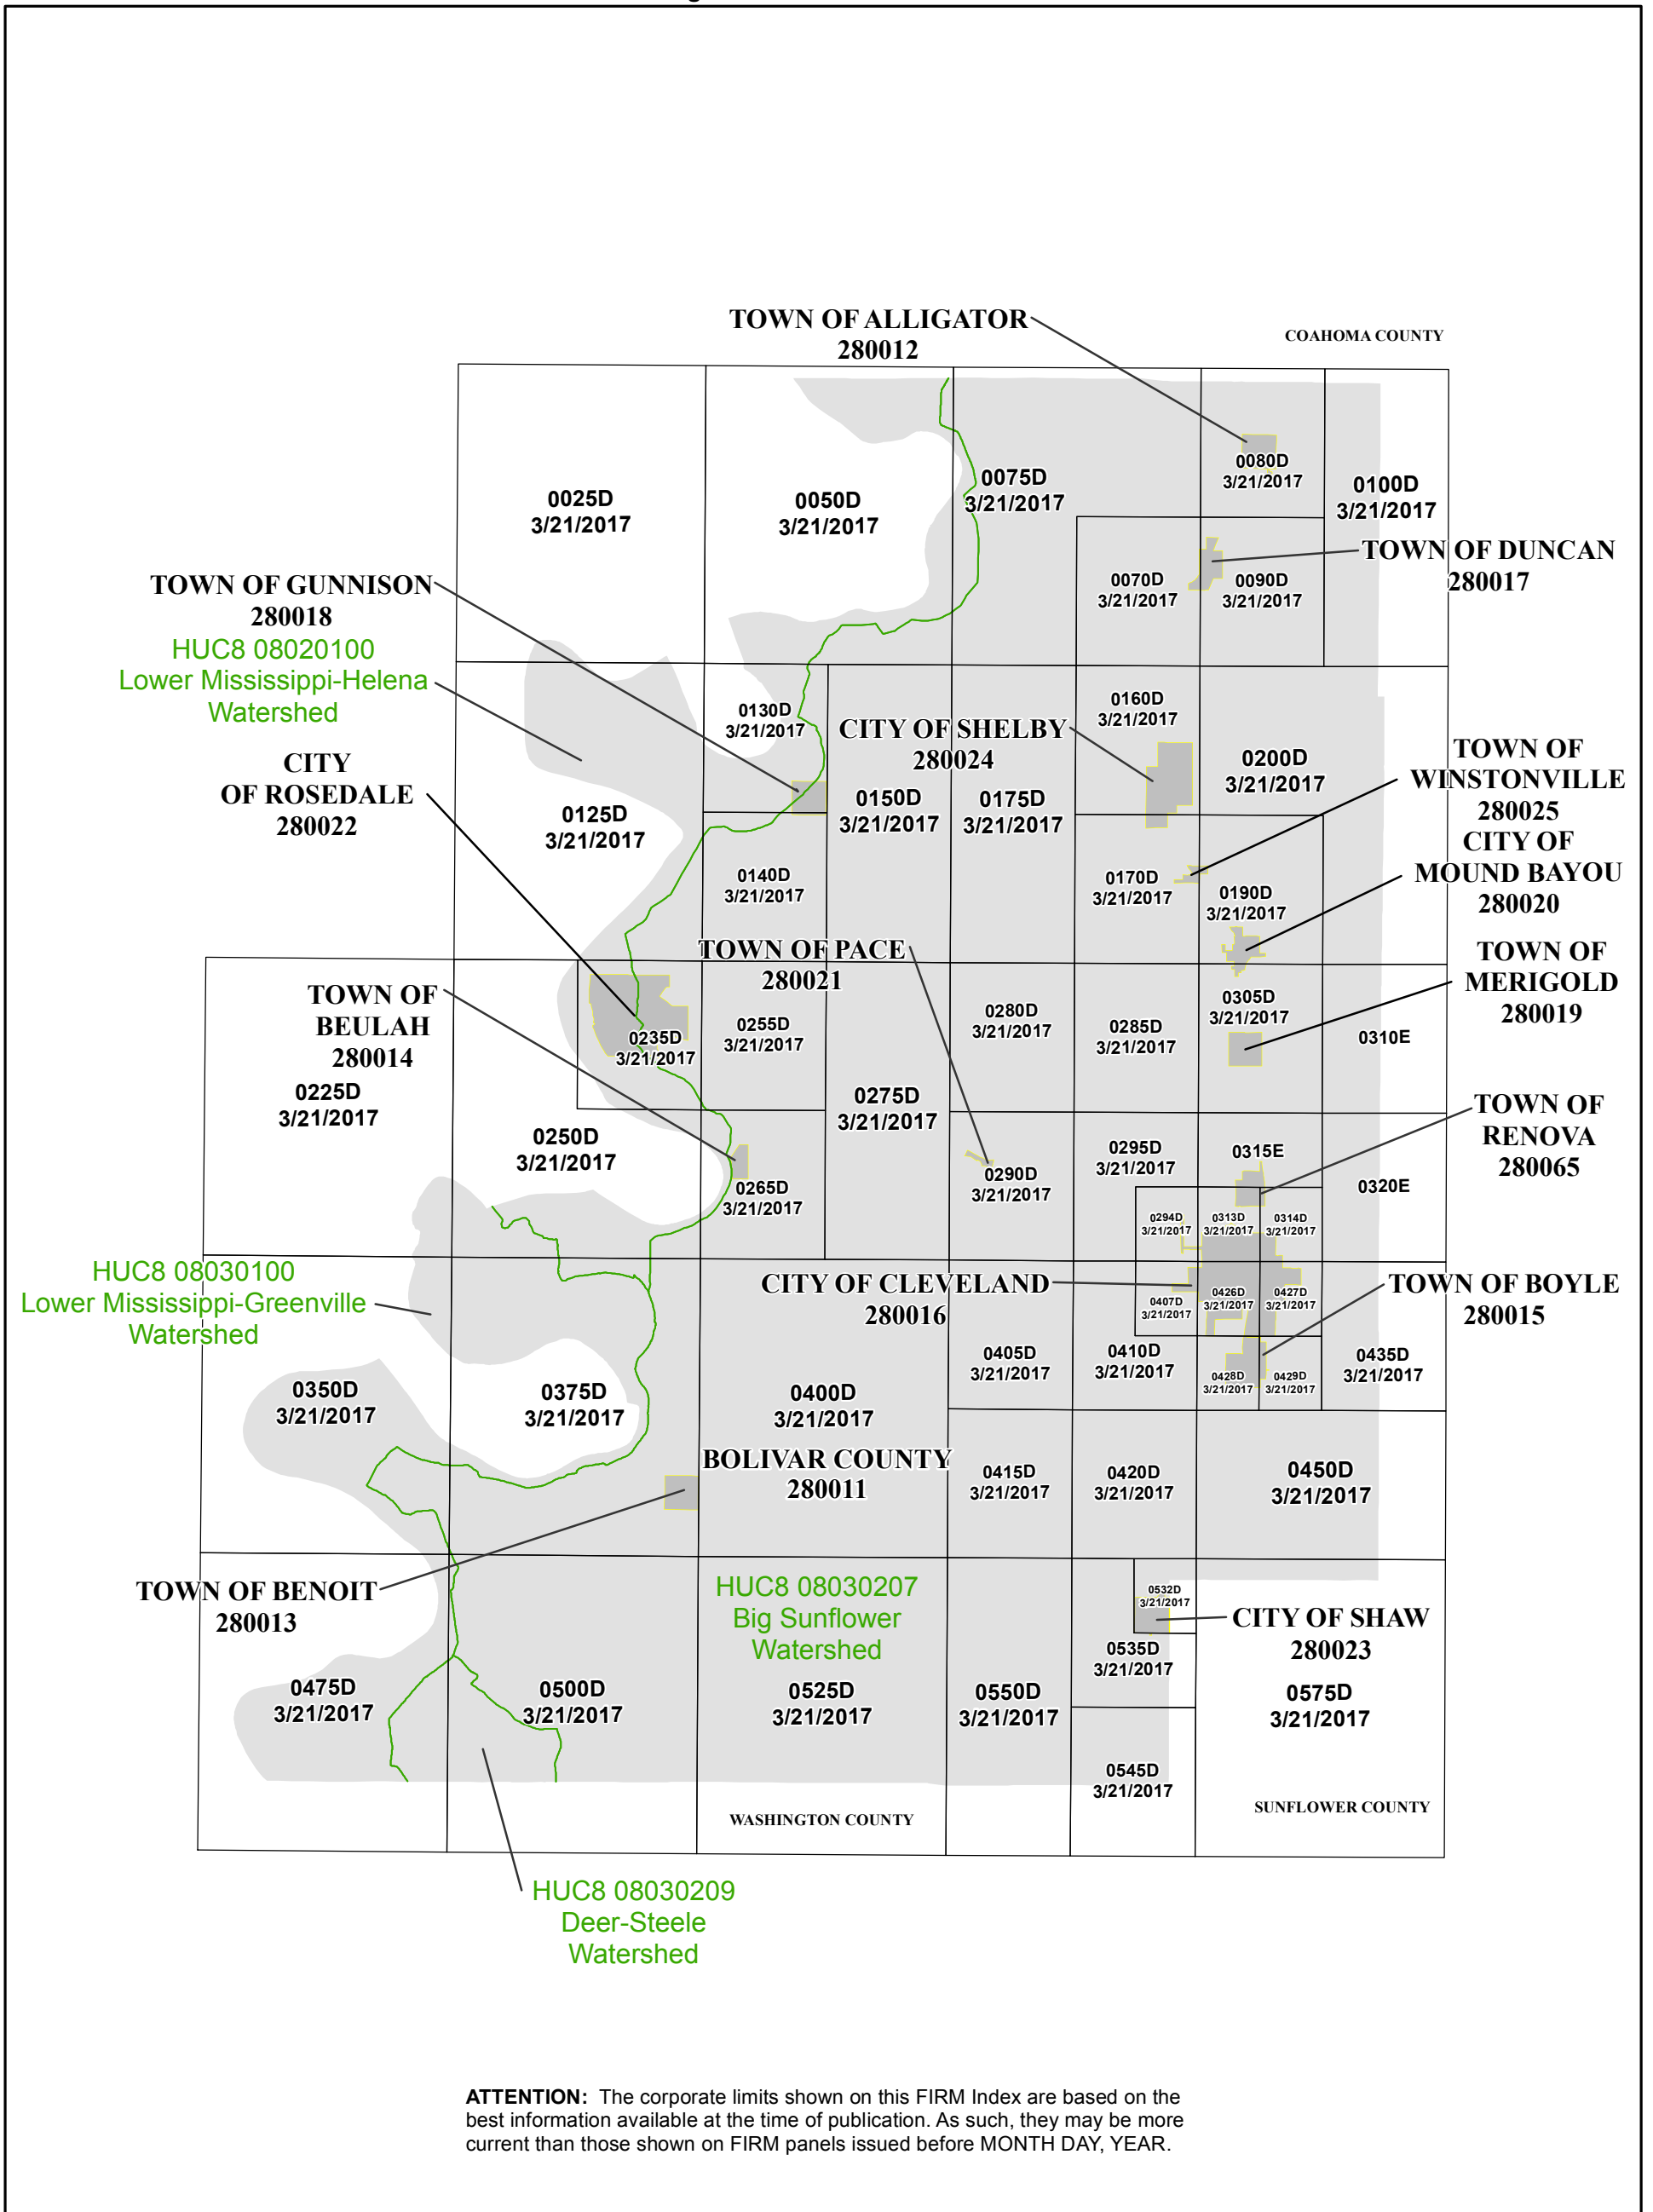 TOWN OF ALLIGATOR
280012
COAHOMA COUNTY
0025D
3/21/2017
0050D
3/21/2017
0075D
3/21/2017
0080D
3/21/2017
0100D
3/21/2017
TOWN OF DUNCAN
280017
0070D
3/21/2017
0090D
3/21/2017
TOWN OF GUNNISON
280018
HUC8 08020100
Lower Mississippi-Helena
Watershed
0130D
3/21/2017
CITY OF SHELBY
280024
0160D
3/21/2017
0200D
3/21/2017
TOWN OF
WINSTONVILLE
280025
CITY
OF ROSEDALE
280022
0125D
3/21/2017
0150D
3/21/2017
0175D
3/21/2017
0140D
3/21/2017
0170D
3/21/2017
0190D
3/21/2017
CITY OF
MOUND BAYOU
280020
TOWN OF PACE
280021
TOWN OF
MERIGOLD
280019
TOWN OF
BEULAH
280014
0235D
3/21/2017
0255D
3/21/2017
0280D
3/21/2017
0285D
3/21/2017
0305D
3/21/2017
0310E
0225D
3/21/2017
0250D
3/21/2017
0275D
3/21/2017
TOWN OF
RENOVA
280065
0265D
3/21/2017
0290D
3/21/2017
0295D
3/21/2017
0315E
0320E
0294D
3/21/2017
0313D
3/21/2017
0314D
3/21/2017
HUC8 08030100
Lower Mississippi-Greenville
Watershed
CITY OF CLEVELAND
280016
0407D
3/21/2017
0426D
3/21/2017
0427D
3/21/2017
TOWN OF BOYLE
280015
0350D
3/21/2017
0375D
3/21/2017
0400D
3/21/2017
0405D
3/21/2017
0410D
3/21/2017
0428D
3/21/2017
0429D
3/21/2017
0435D
3/21/2017
BOLIVAR COUNTY
280011
0415D
3/21/2017
0420D
3/21/2017
0450D
3/21/2017
TOWN OF BENOIT
280013
HUC8 08030207
Big Sunflower
Watershed
0532D
3/21/2017
CITY OF SHAW
280023
0535D
3/21/2017
0475D
3/21/2017
0500D
3/21/2017
0525D
3/21/2017
0550D
3/21/2017
0575D
3/21/2017
0545D
3/21/2017
WASHINGTON COUNTY
SUNFLOWER COUNTY
HUC8 08030209
Deer-Steele
Watershed
ATTENTION: The corporate limits shown on this FIRM Index are based on the
best information available at the time of publication. As such, they may be more
current than those shown on FIRM panels issued before MONTH DAY, YEAR.